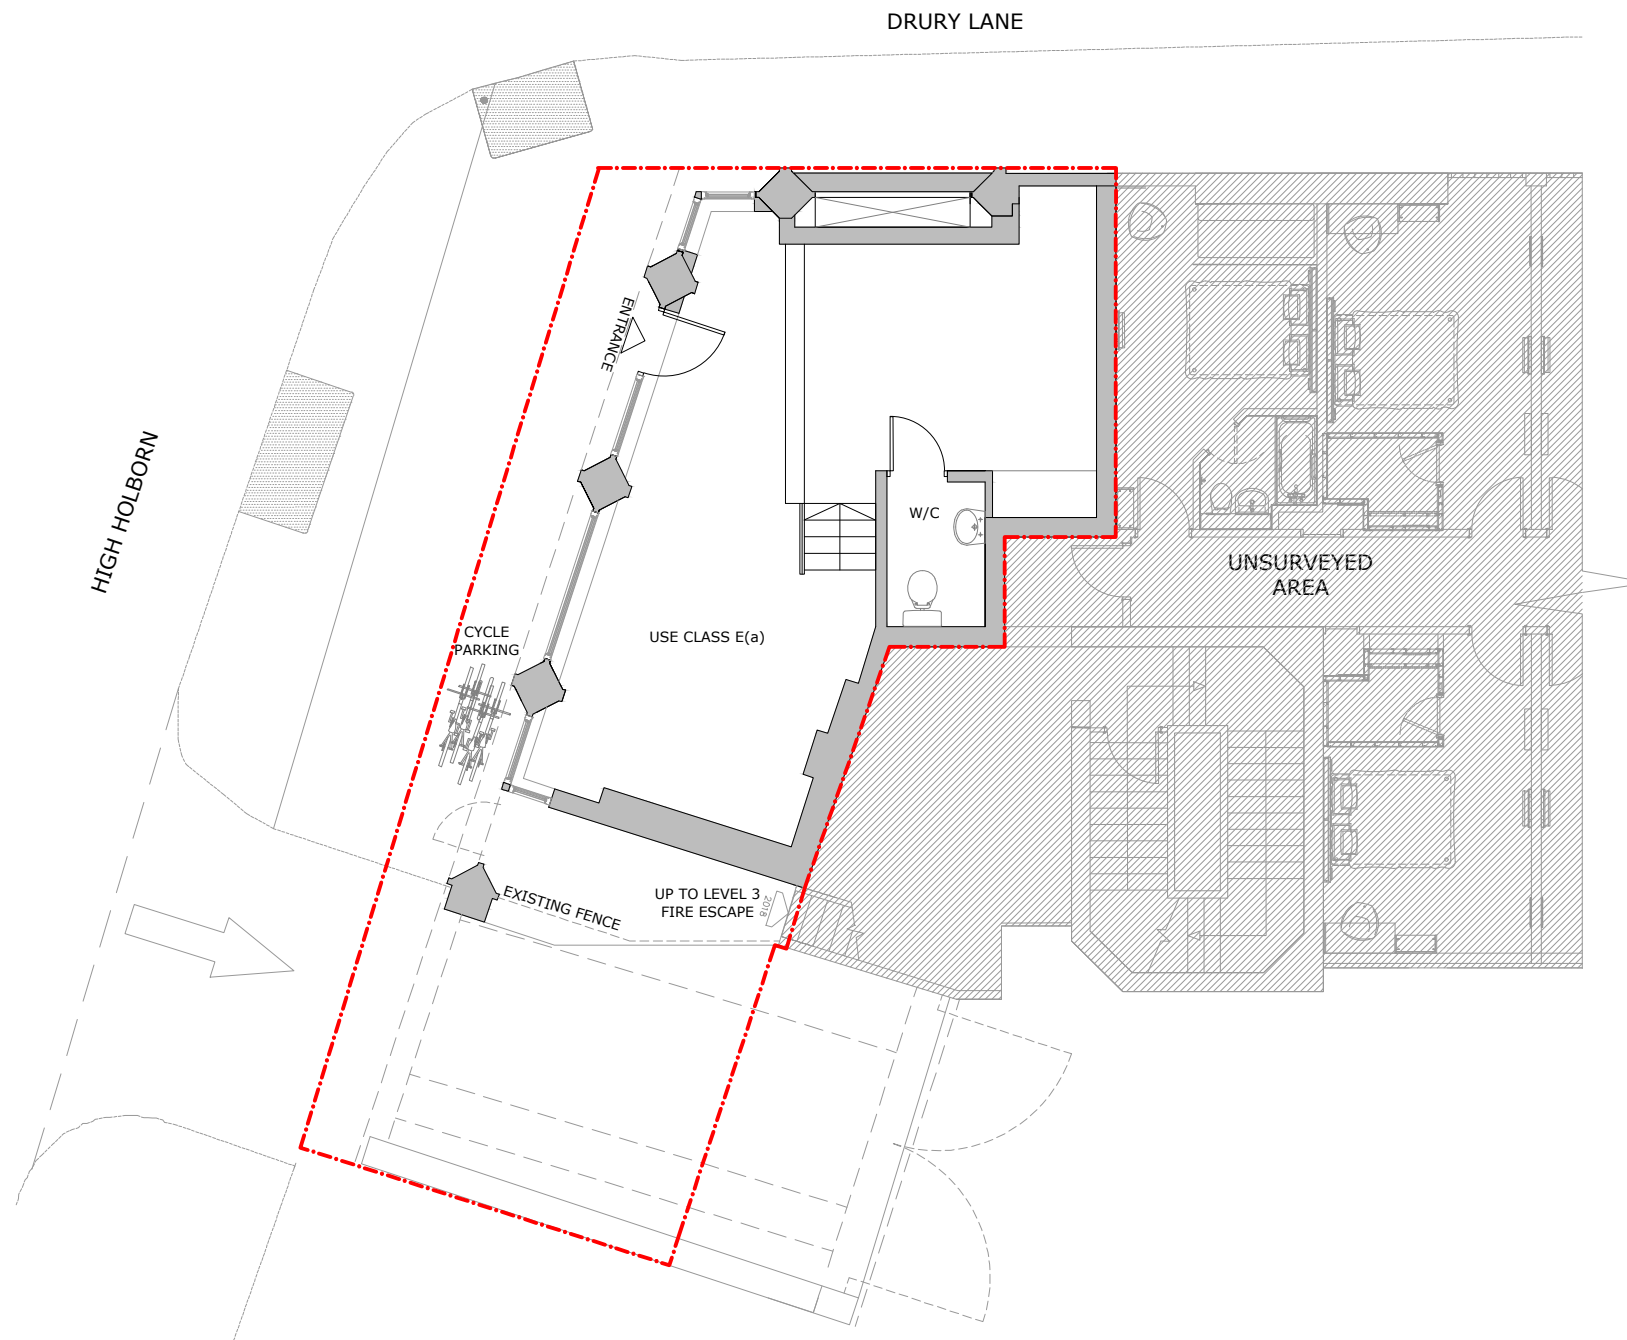 DRURY LANE
HIGH HOLBORN
ENTRANCE
W/C
UNSURVEYED
AREA
CYCLE
PARKING
USE CLASS E(a)
EXISTING FENCE
UP TO LEVEL 3
FIRE ESCAPE
2018